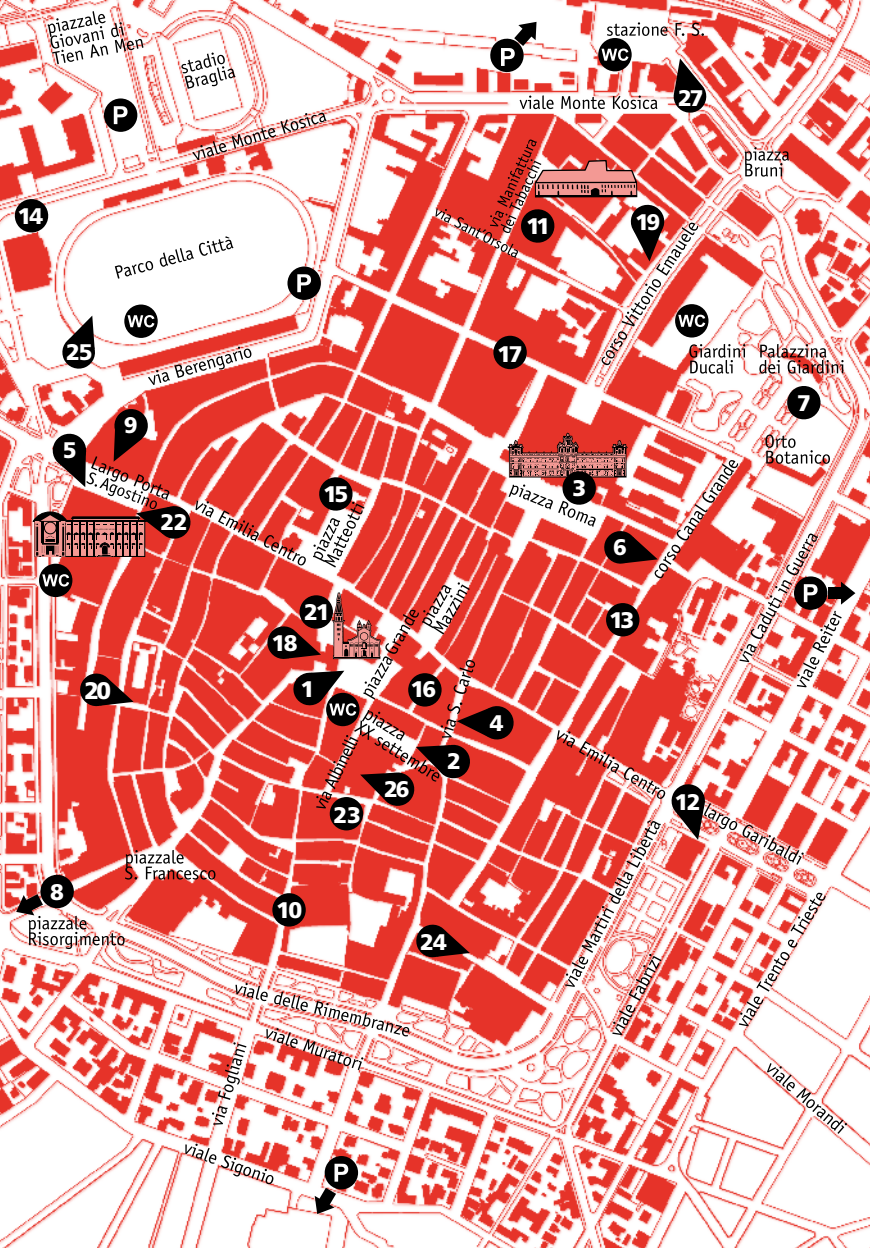 piazzale
Giovani di
Tien An Men
stadio
Braglia
P
stazione F. S.
WC
P
27
viale Monte Kosica
viale Monte Kosica
piazza
Bruni
14
Parco della Città
P
via Manifattura
dei Tabacchi
via Sant'Orsola
11
19
corso Vittorio Emauele
WC
25
WC
via Berengario
17
Giardini
Ducali
Palazzina
dei Giardini
7
Orto
Botanico
9
5
Largo Porta
S. Agostino
22
via Emilia Centro
15
piazza
Matteotti
3
piazza Roma
6
corso Canal Grande
WC
P
via Caduti in Guerra
viale Reiter
21
18
1
piazza Grande
piazza
Mazzini
13
20
16
WC
piazza
XX settembre
via S. Carlo
4
2
via Albinelli
26
23
via Emilia Centro
12
largo Garibaldi
piazzale
S. Francesco
8
piazzale
Risorgimento
10
24
viale Martiri della Libertà
viale Fabrizi
viale Trento e Trieste
viale delle Rimembranze
viale Muratori
via Fogliani
viale Morandi
viale Sigonio
P